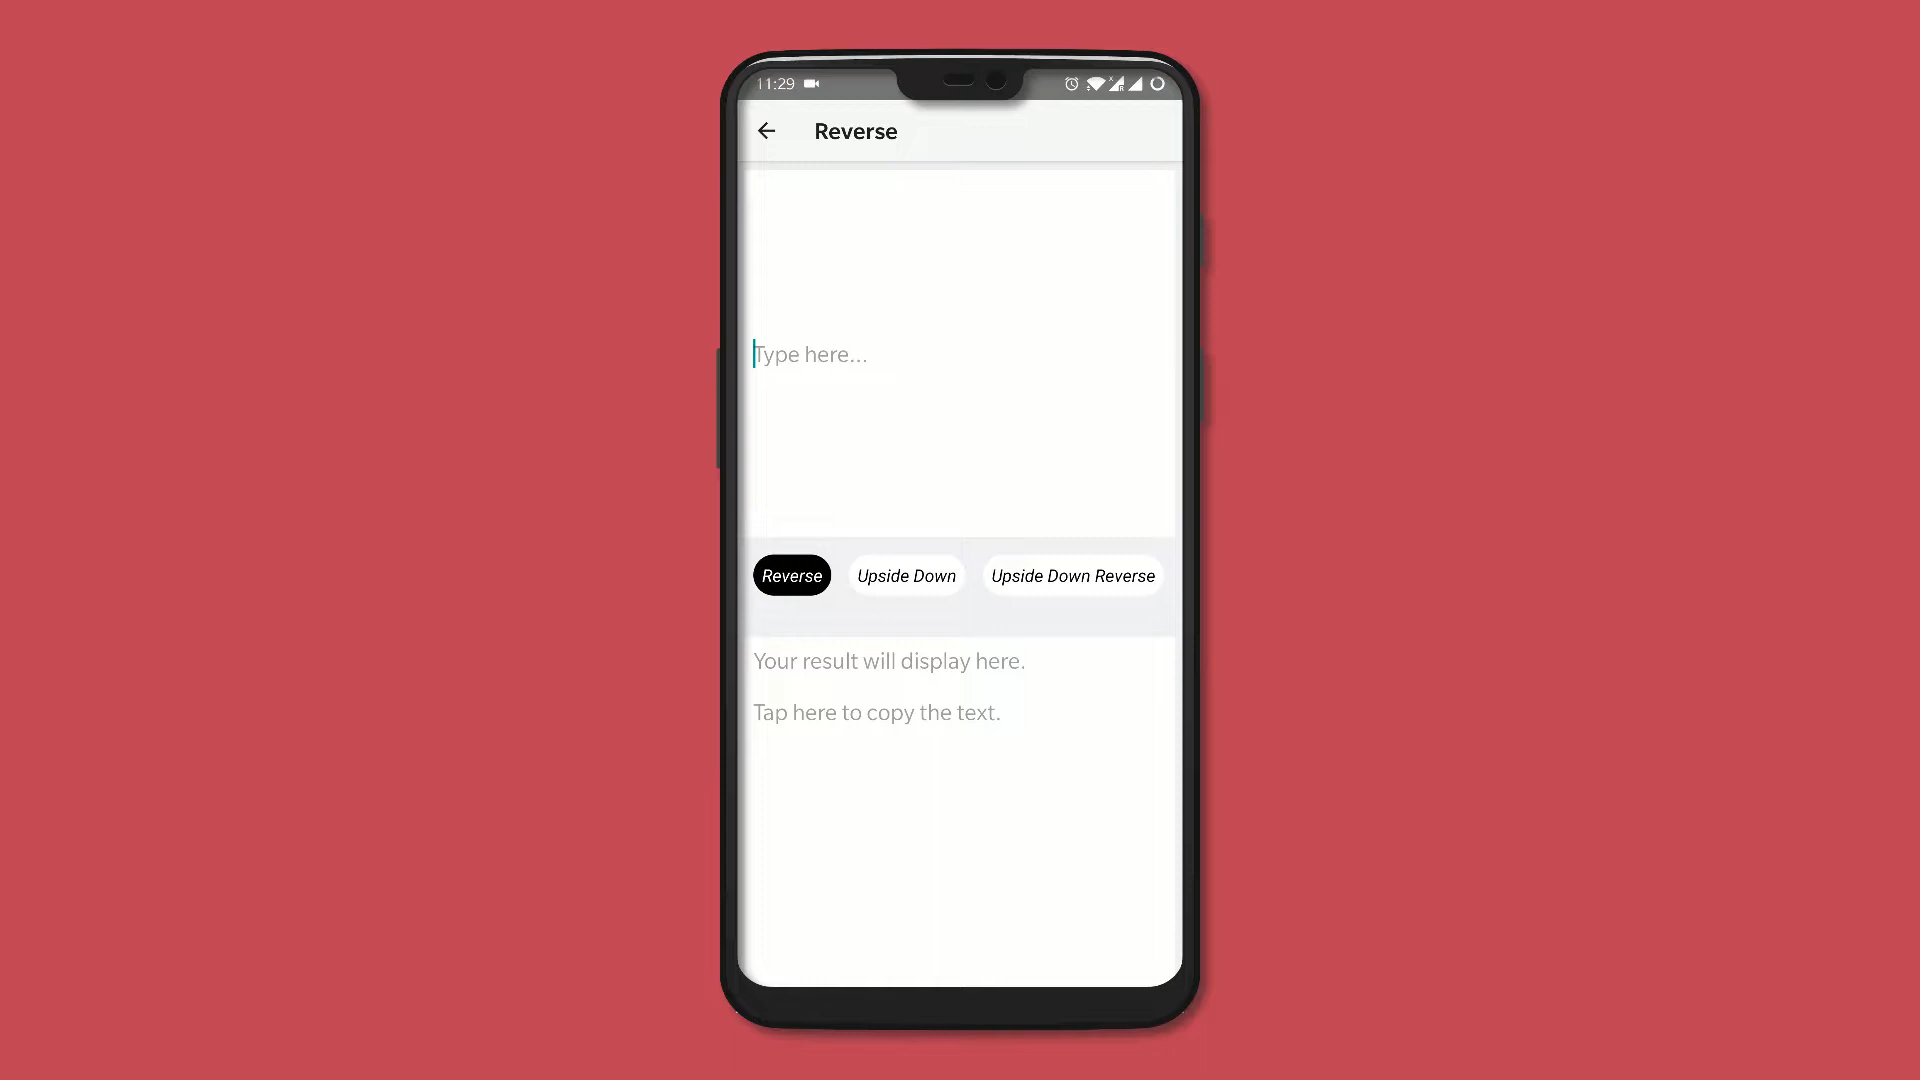 11:29
Reverse
Type here...
Reverse
Upside Down
Upside Down Reverse
Your result will display here.
Tap here to copy the text.